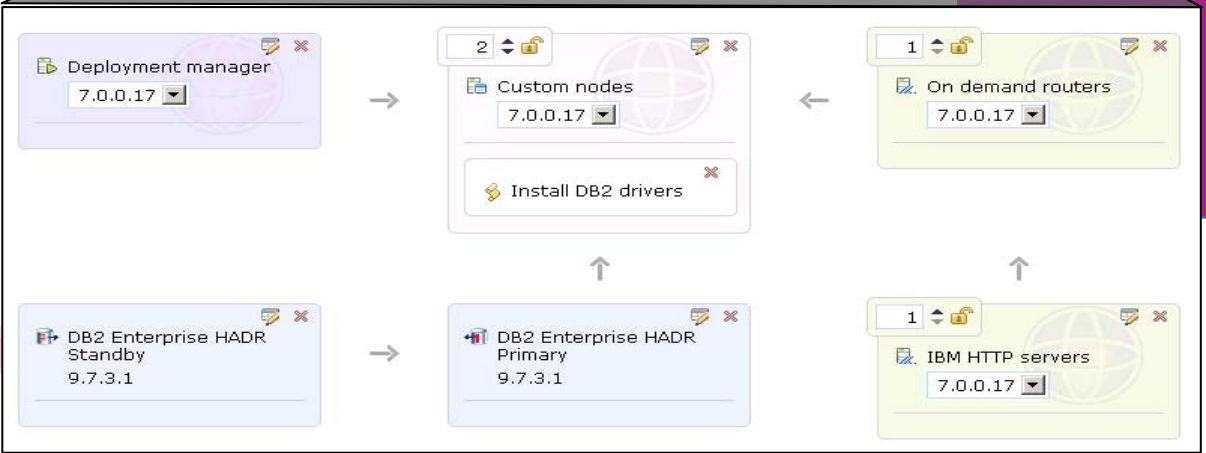 Deployment manager
7.0.0.17
2
Custom nodes
7.0.0.17
Install DB2 drivers
1
On demand routers
7.0.0.17
DB2 Enterprise HADR
Standby
9.7.3.1
DB2 Enterprise HADR
Primary
9.7.3.1
1
IBM HTTP servers
7.0.0.17